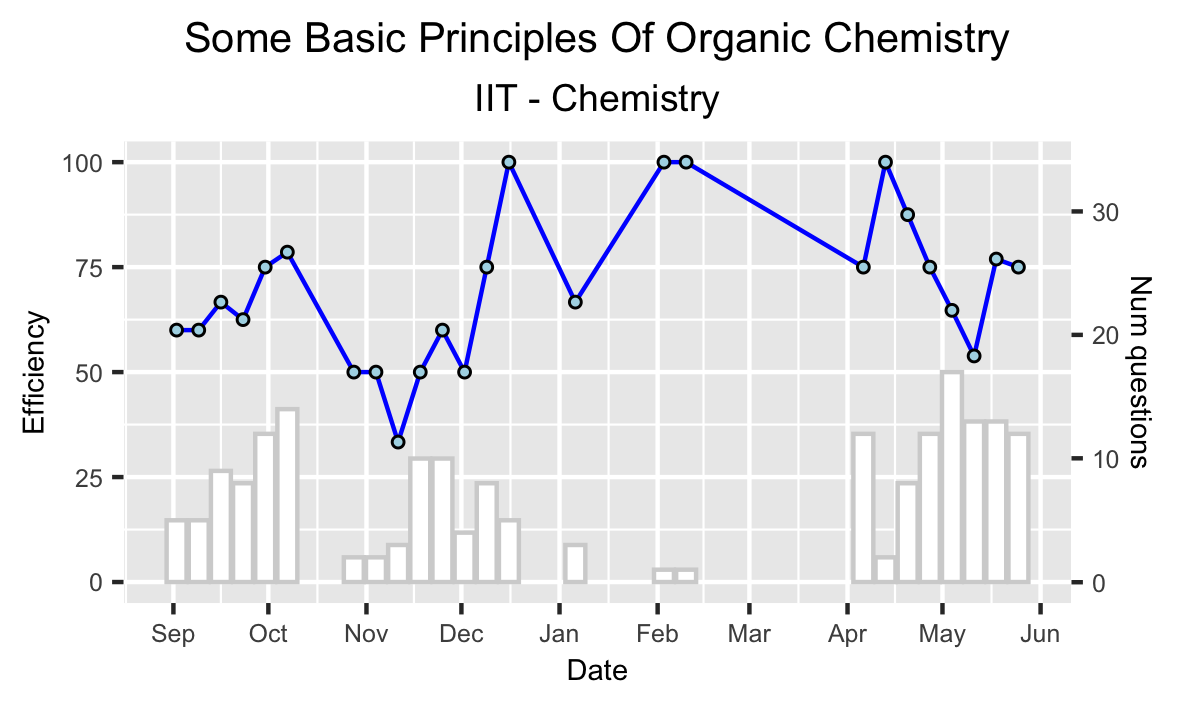 Some Basic Principles Of Organic Chemistry
IIT - Chemistry
100
75
50
25
0
Efficiency
30
20
10
0
Num questions
Sep Oct Nov Dec Jan Feb Mar Apr May Jun
Date